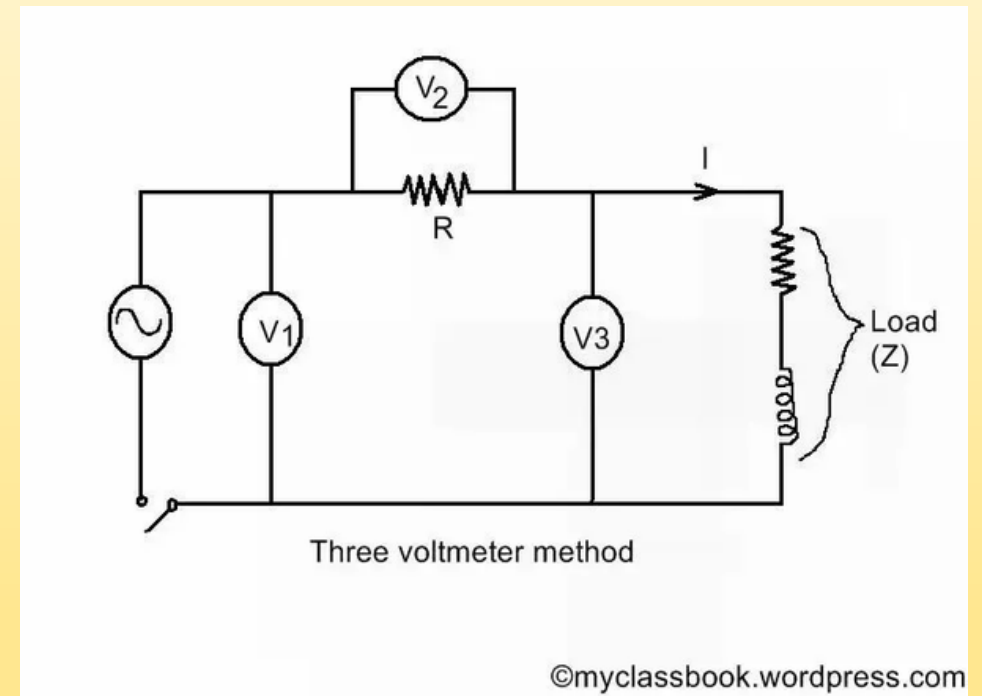 V2
I
R
V1
V3
Load
(Z)
Three voltmeter method
©myclassbook.wordpress.com